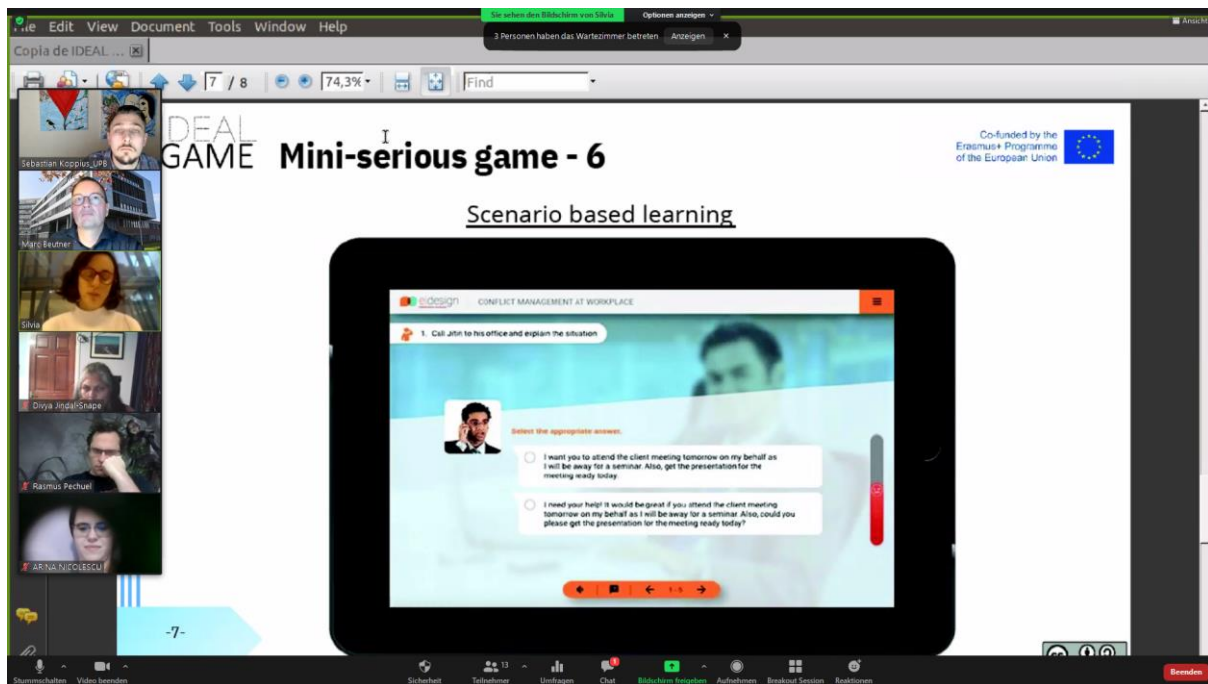 Sie sehen den Bildschirm von Silvia Optionen anzeigen
Ansicht
File Edit View Document Tools Window Help
3 Personen haben das Wartezimmer betreten Anzeigen
Copia de IDEAL ...
7 / 8 74,3% Find
IDEAL
GAME
Mini-serious game - 6
Co-funded by the
Erasmus+ Programme
of the European Union
Scenario based learning
Sebastian Koppius_UPB
Marc Beutner
Silvia
Divya Jindal-Snape
Rasmus Pechuel
ARINA NICOLESCU
edesign CONFLICT MANAGEMENT AT WORKPLACE
1. Call Jitin to his office and explain the situation
Select the appropriate answer.
I want you to attend the client meeting tomorrow on my behalf as
I will be away for a seminar. Also, get the presentation for the
meeting ready today.
I need your help! It would be great if you attend the client meeting
tomorrow on my behalf as I will be away for a seminar. Also, could you
please get the presentation for the meeting ready today?
1 - 5
-7-
Stummschalten Video beenden Sicherheit 13 Teilnehmer Umfragen 1 Chat Bildschirm freigeben Aufnehmen Breakout Session Reaktionen Beenden